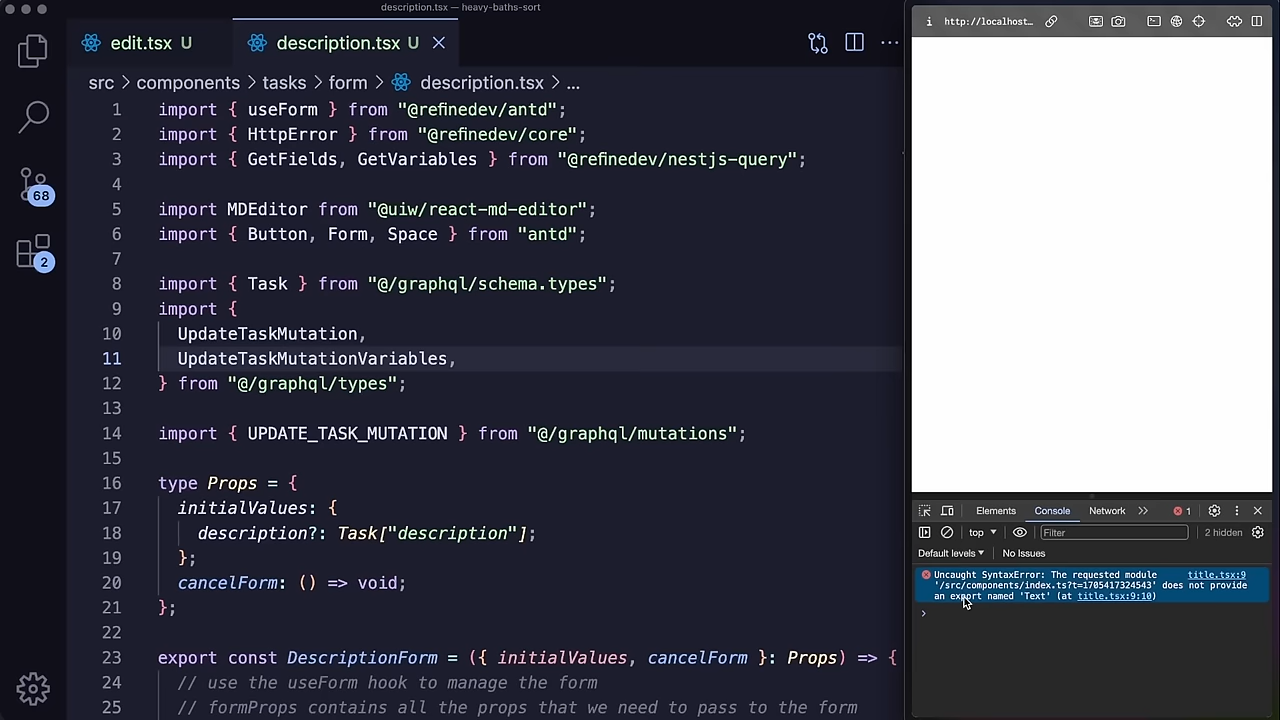 description.tsx — heavy-baths-sort
edit.tsx U
description.tsx U
src > components > tasks > form > description.tsx > ...
1 import { useForm } from "@refinedev/antd";
2 import { HttpError } from "@refinedev/core";
3 import { GetFields, GetVariables } from "@refinedev/nestjs-query";
4
5 import MDEditor from "@uiw/react-md-editor";
6 import { Button, Form, Space } from "antd";
7
8 import { Task } from "@/graphql/schema.types";
9 import {
10 UpdateTaskMutation,
11 UpdateTaskMutationVariables,
12 } from "@/graphql/types";
13
14 import { UPDATE_TASK_MUTATION } from "@/graphql/mutations";
15
16 type Props = {
17 initialValues: {
18 description?: Task["description"];
19 };
20 cancelForm: () => void;
21 };
22
23 export const DescriptionForm = ({ initialValues, cancelForm }: Props) => {
24 // use the useForm hook to manage the form
25 // formProps contains all the props that we need to pass to the form
68
2
http://localhost...
Elements Console Network 1
top Filter 2 hidden
Default levels No Issues
Uncaught SyntaxError: The requested module title.tsx:9
'/src/components/index.ts?t=1705417324543' does not provide
an export named 'Text' (at title.tsx:9:10)